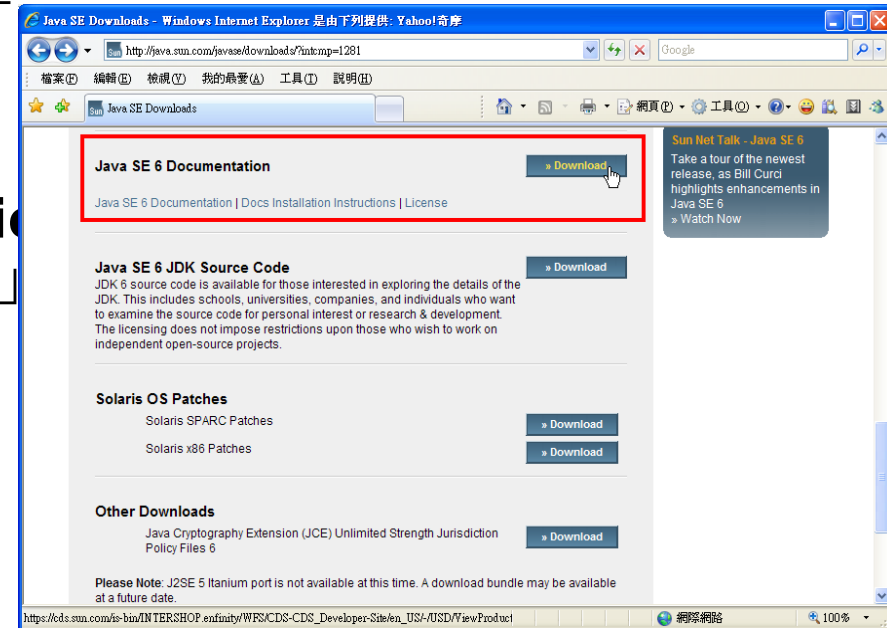 Java SE Downloads - Windows Internet Explorer 是由下列提供: Yahoo!奇摩
http://java.sun.com/javase/downloads/?intcmp=1281
Google
檔案(F) 編輯(E) 檢視(V) 我的最愛(A) 工具(T) 說明(H)
Sun Java SE Downloads
網頁(P) 工具(O)
Java SE 6 Documentation
» Download
Java SE 6 Documentation | Docs Installation Instructions | License
Sun Net Talk - Java SE 6
Take a tour of the newest
release, as Bill Curci
highlights enhancements in
Java SE 6
» Watch Now
Java SE 6 JDK Source Code
» Download
JDK 6 source code is available for those interested in exploring the details of the
JDK. This includes schools, universities, companies, and individuals who want
to examine the source code for personal interest or research & development.
The licensing does not impose restrictions upon those who wish to work on
independent open-source projects.
Solaris OS Patches
Solaris SPARC Patches
» Download
Solaris x86 Patches
» Download
Other Downloads
Java Cryptography Extension (JCE) Unlimited Strength Jurisdiction
Policy Files 6
» Download
Please Note: J2SE 5 Itanium port is not available at this time. A download bundle may be available
at a future date.
https://cds.sun.com/is-bin/INTERSHOP.enfinity/WFS/CDS-CDS_Developer-Site/en_US/-/USD/ViewProduct
網際網路
100%